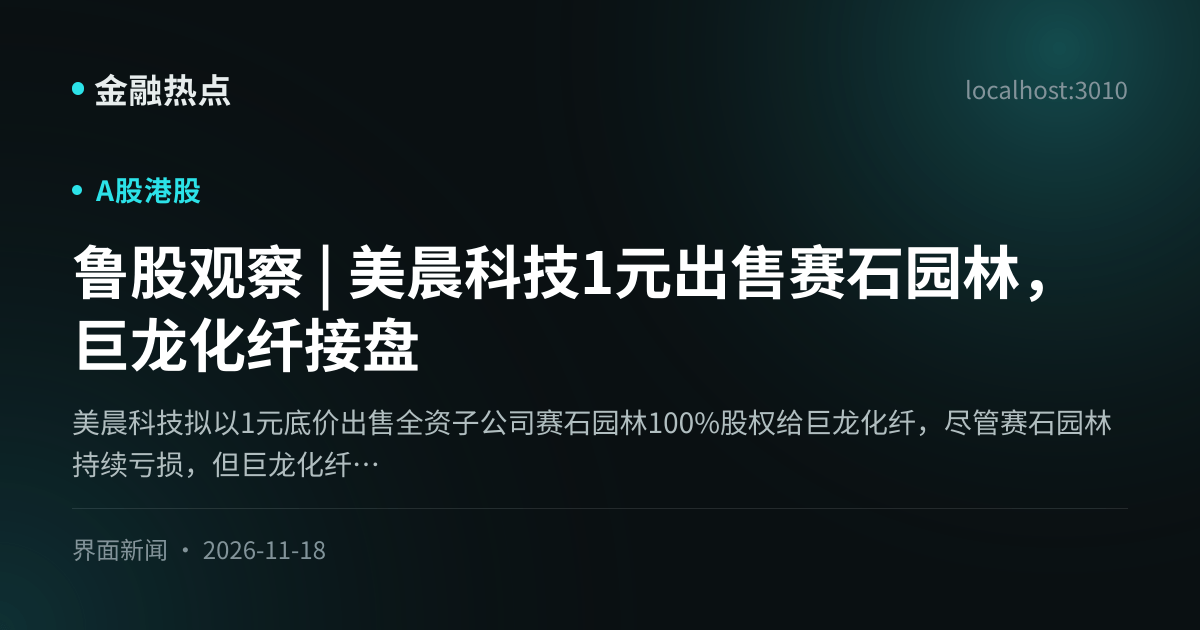 金融热点
localhost:3010
A股港股
鲁股观察 | 美晨科技1元出售赛石园林，
巨龙化纤接盘
美晨科技拟以1元底价出售全资子公司赛石园林100%股权给巨龙化纤，尽管赛石园林
持续亏损，但巨龙化纤…
界面新闻 • 2026-11-18